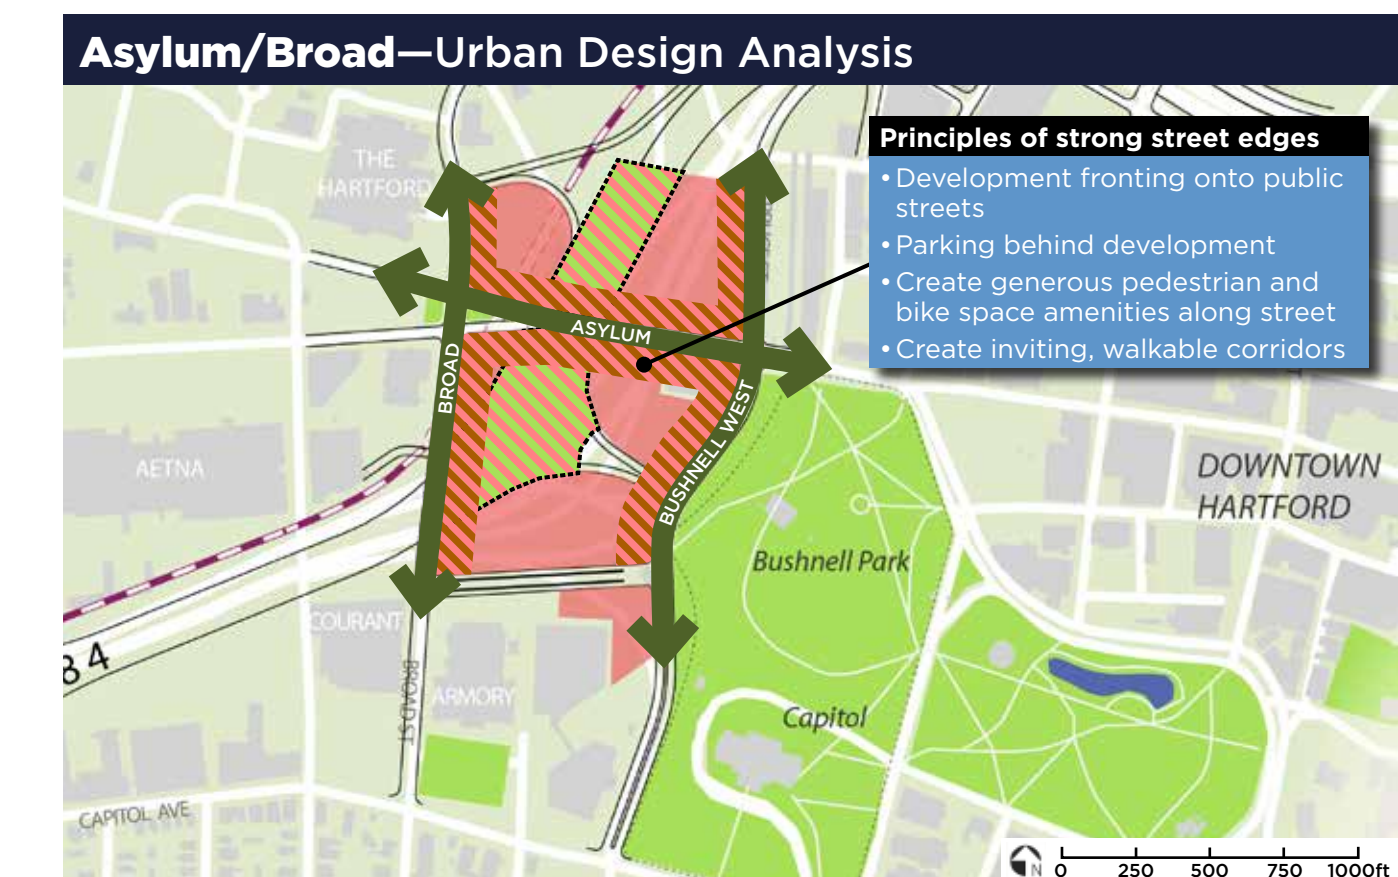 Asylum/Broad—Urban Design Analysis
Principles of strong street edges
• Development fronting onto public
streets
• Parking behind development
• Create generous pedestrian and
bike space amenities along street
• Create inviting, walkable corridors
THE
HARTFORD
ASYLUM
BROAD
BUSHNELL WEST
AETNA
DOWNTOWN
HARTFORD
Bushnell Park
COURANT
84
BROAD ST
ARMORY
Capitol
CAPITOL AVE
N
0 250 500 750 1000ft